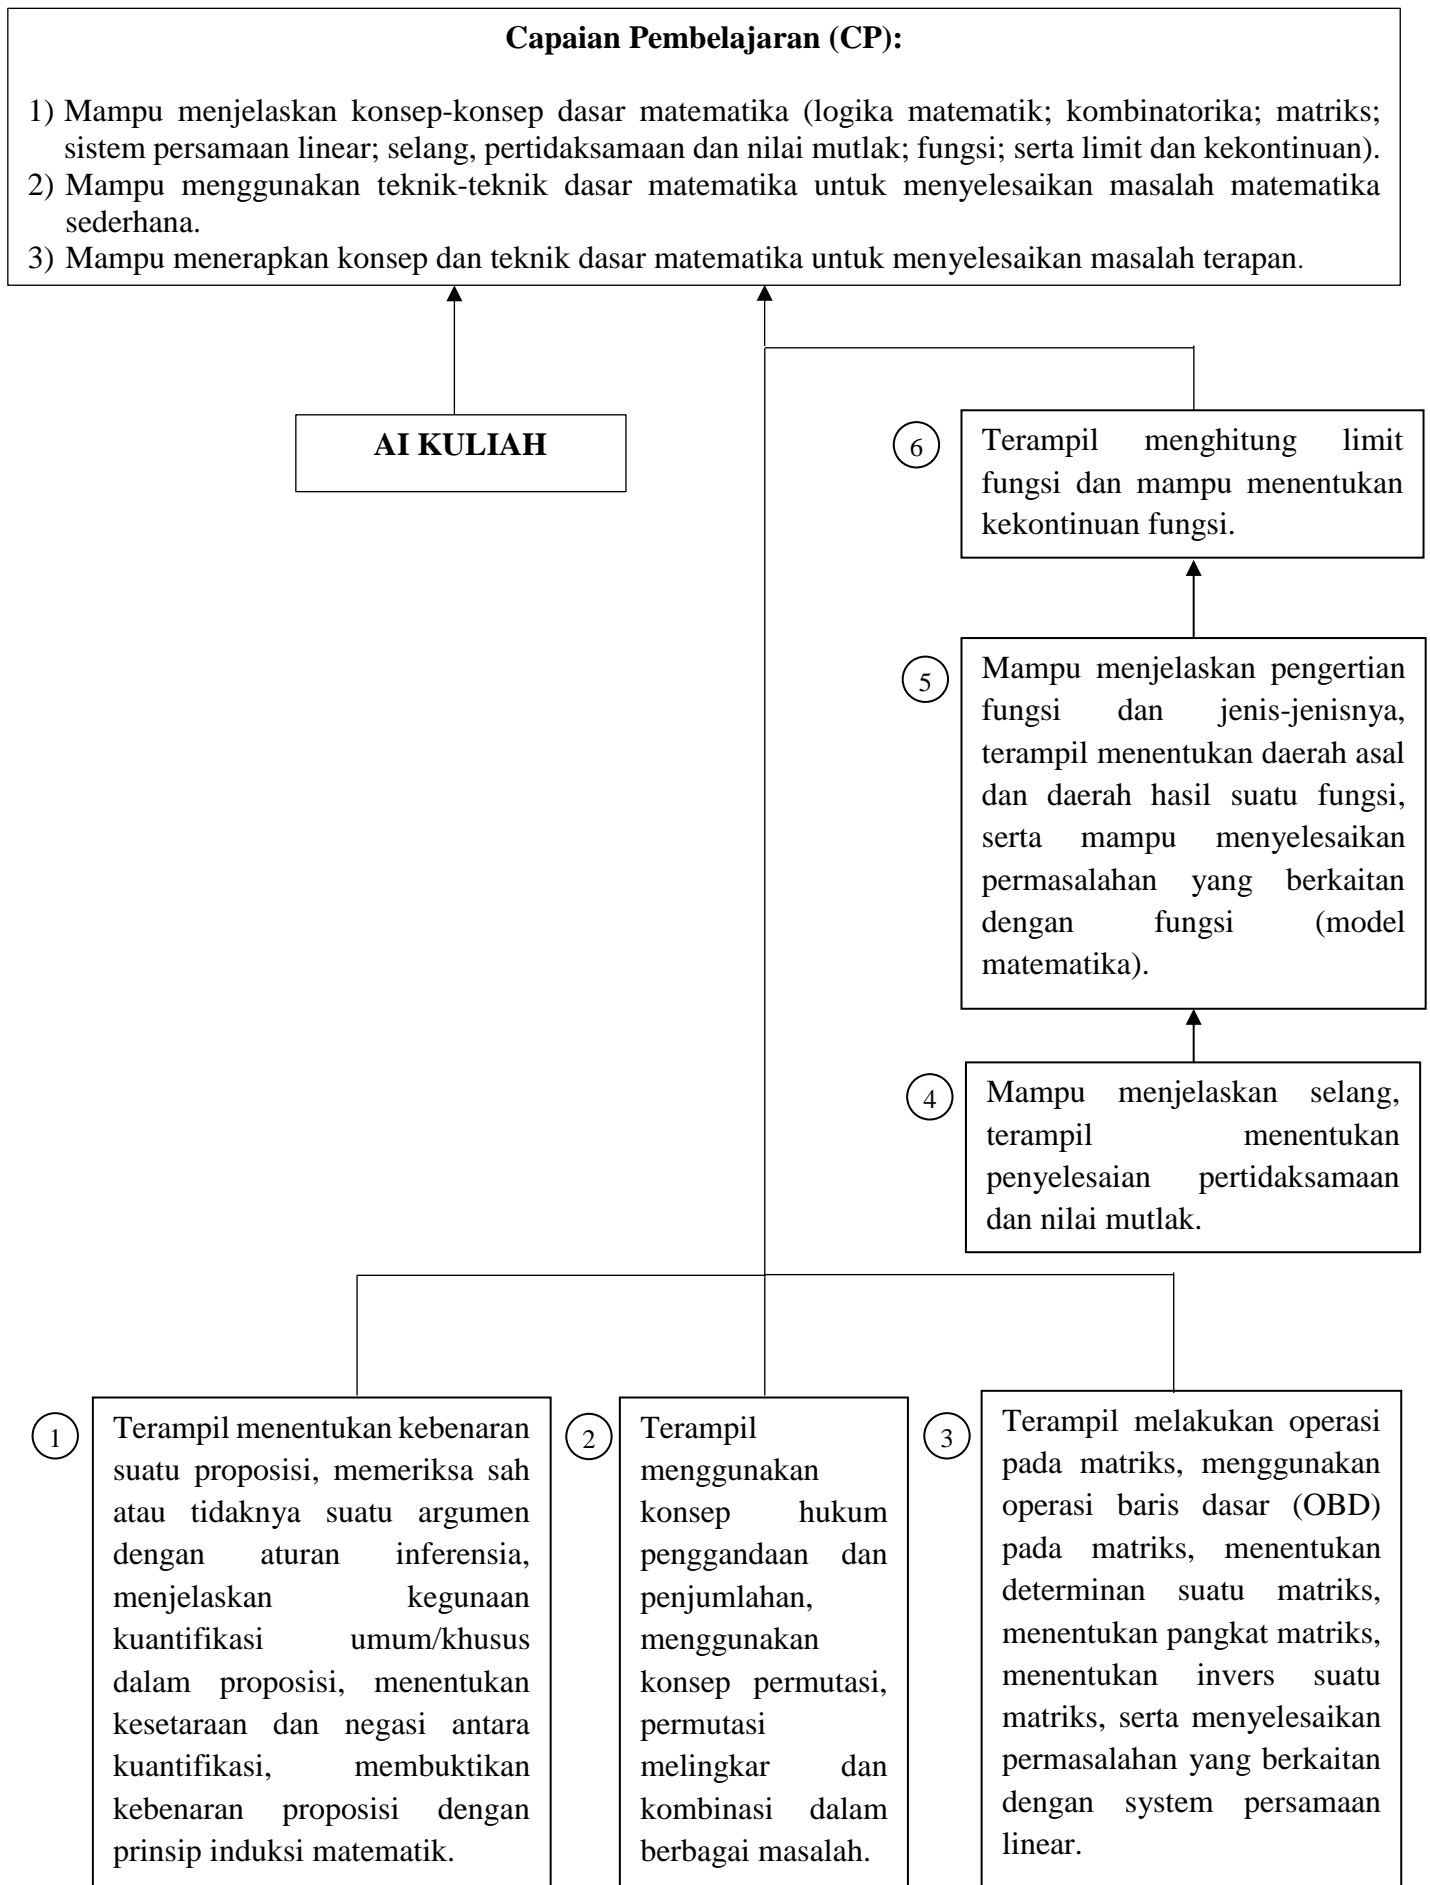 Capaian Pembelajaran (CP):
1) Mampu menjelaskan konsep-konsep dasar matematika (logika matematik; kombinatorika; matriks;
sistem persamaan linear; selang, pertidaksamaan dan nilai mutlak; fungsi; serta limit dan kekontinuan).
2) Mampu menggunakan teknik-teknik dasar matematika untuk menyelesaikan masalah matematika
sederhana.
3) Mampu menerapkan konsep dan teknik dasar matematika untuk menyelesaikan masalah terapan.
AI KULIAH
6
Terampil menghitung limit
fungsi dan mampu menentukan
kekontinuan fungsi.
5
Mampu menjelaskan pengertian
fungsi dan jenis-jenisnya,
terampil menentukan daerah asal
dan daerah hasil suatu fungsi,
serta mampu menyelesaikan
permasalahan yang berkaitan
dengan fungsi (model
matematika).
4
Mampu menjelaskan selang,
terampil menentukan
penyelesaian pertidaksamaan
dan nilai mutlak.
1
Terampil menentukan kebenaran
suatu proposisi, memeriksa sah
atau tidaknya suatu argumen
dengan aturan inferensia,
menjelaskan kegunaan
kuantifikasi umum/khusus
dalam proposisi, menentukan
kesetaraan dan negasi antara
kuantifikasi, membuktikan
kebenaran proposisi dengan
prinsip induksi matematik.
2
Terampil
menggunakan
konsep hukum
penggandaan dan
penjumlahan,
menggunakan
konsep permutasi,
permutasi
melingkar dan
kombinasi dalam
berbagai masalah.
3
Terampil melakukan operasi
pada matriks, menggunakan
operasi baris dasar (OBD)
pada matriks, menentukan
determinan suatu matriks,
menentukan pangkat matriks,
menentukan invers suatu
matriks, serta menyelesaikan
permasalahan yang berkaitan
dengan system persamaan
linear.